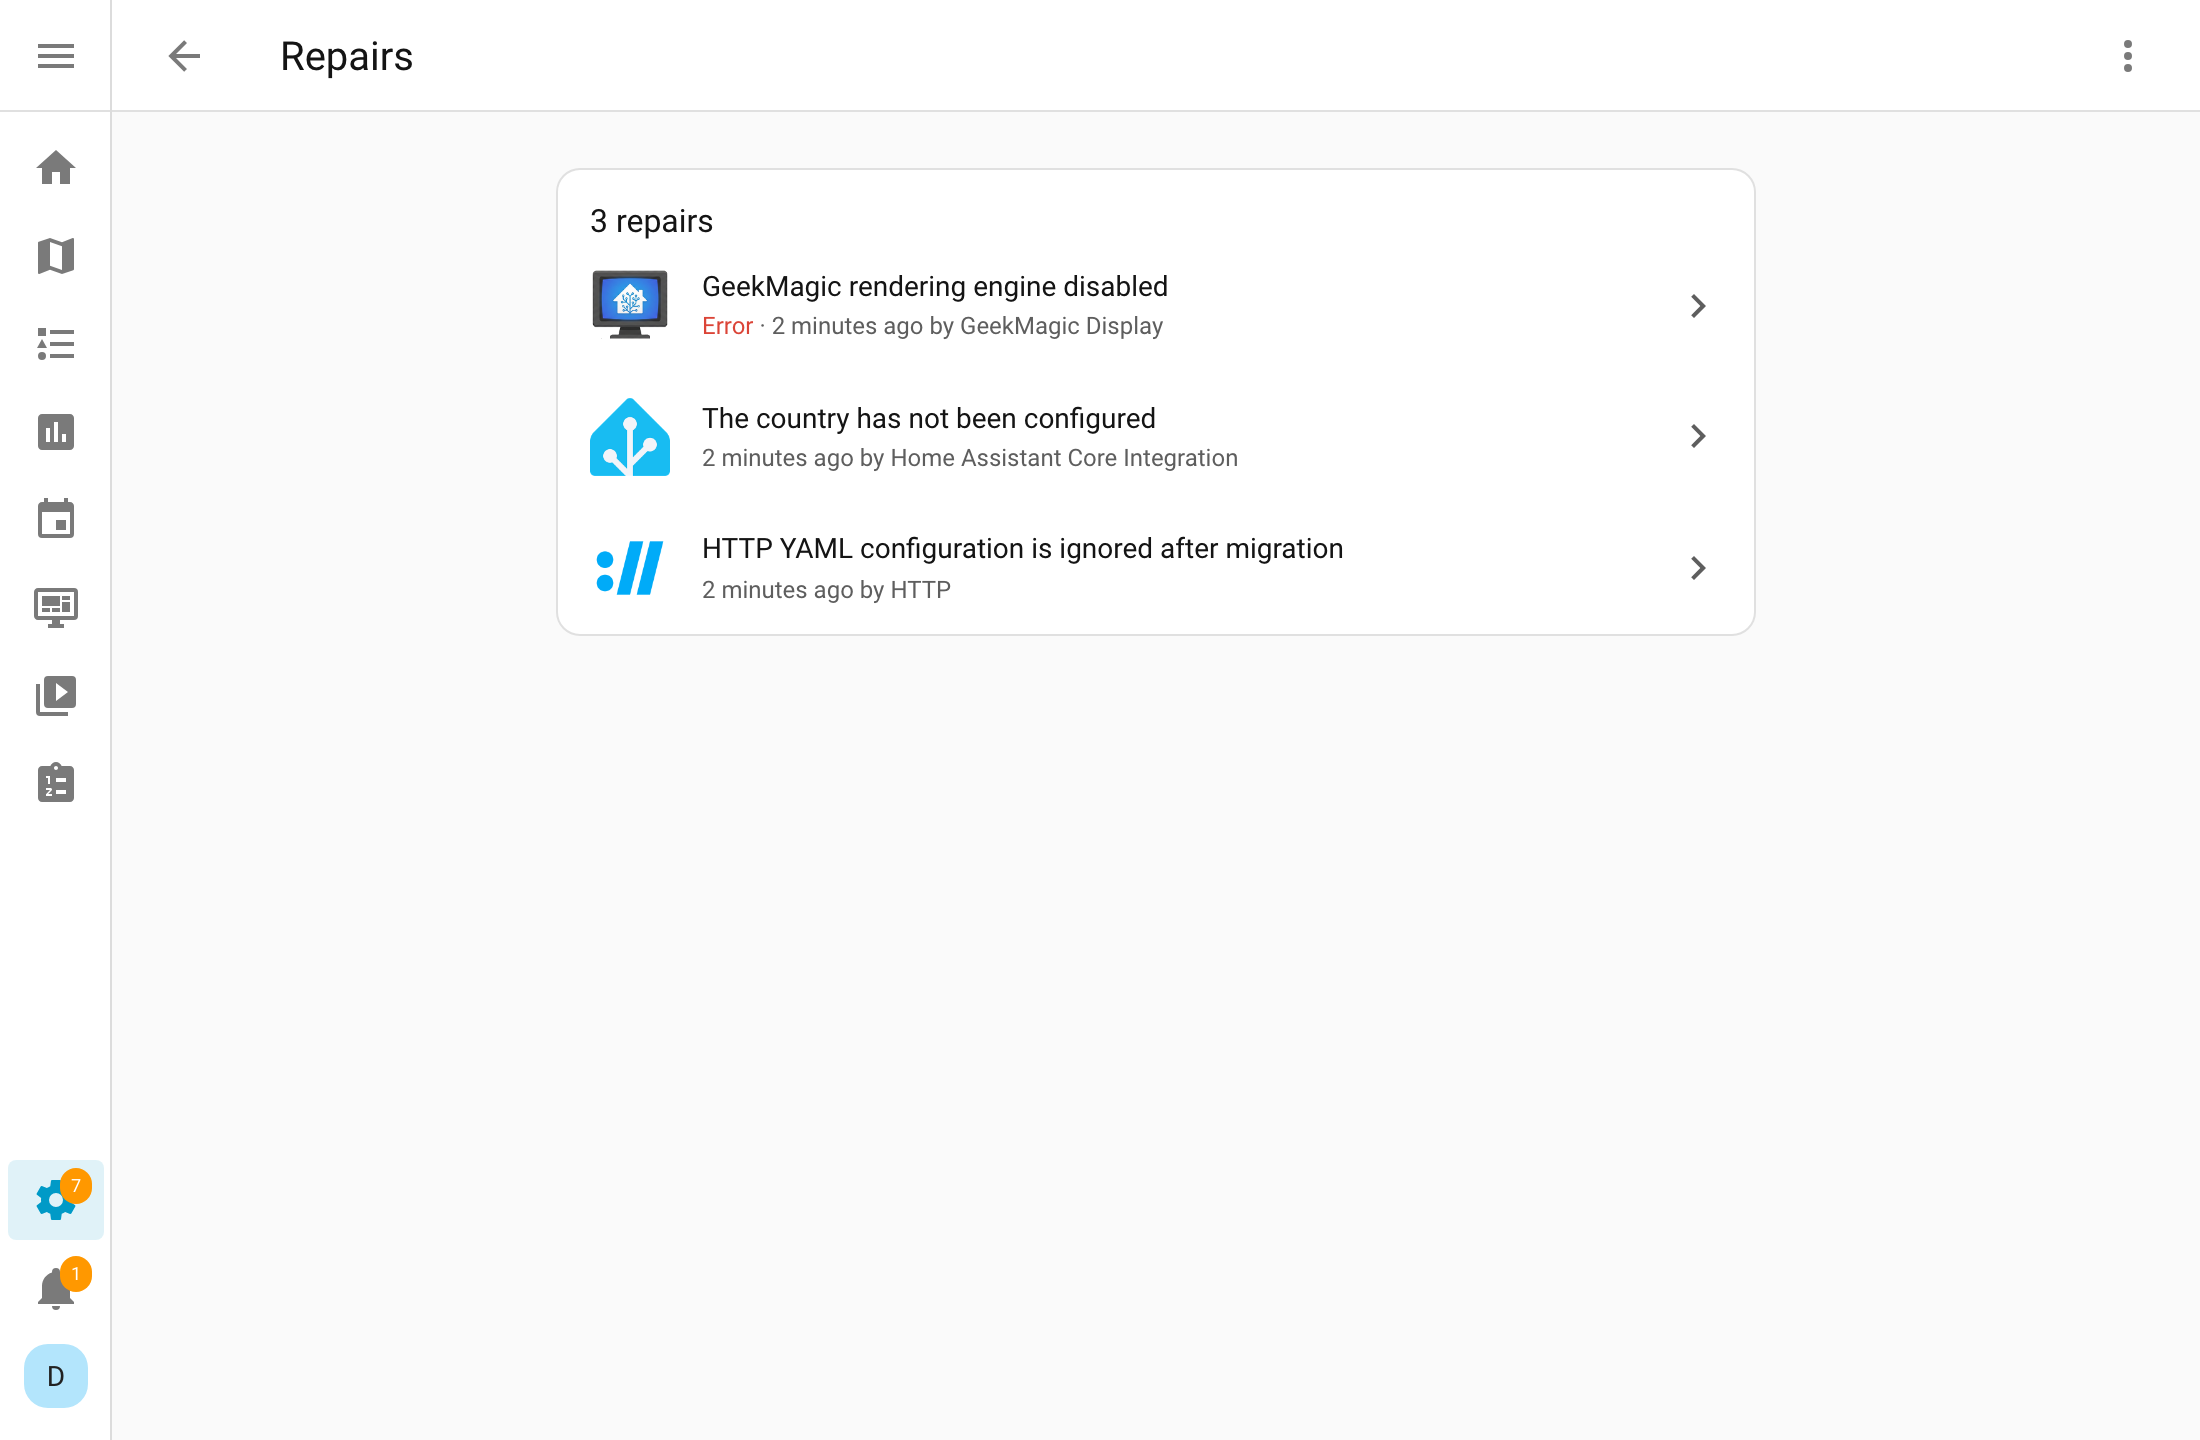 Repairs
3 repairs
GeekMagic rendering engine disabled
Error · 2 minutes ago by GeekMagic Display
The country has not been configured
2 minutes ago by Home Assistant Core Integration
HTTP YAML configuration is ignored after migration
2 minutes ago by HTTP
7
1
D